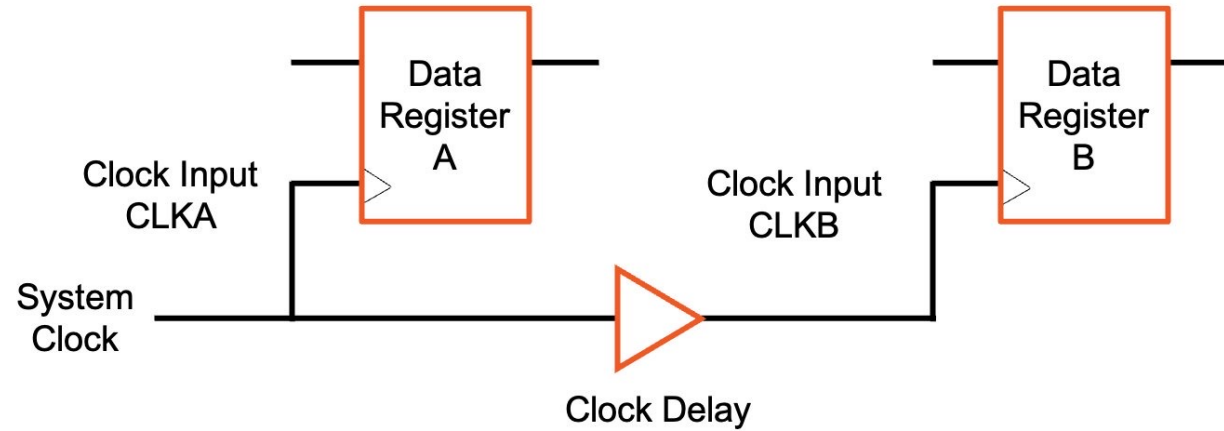 Data
Register
A
Data
Register
B
Clock Input
CLKA
Clock Input
CLKB
System
Clock
Clock Delay